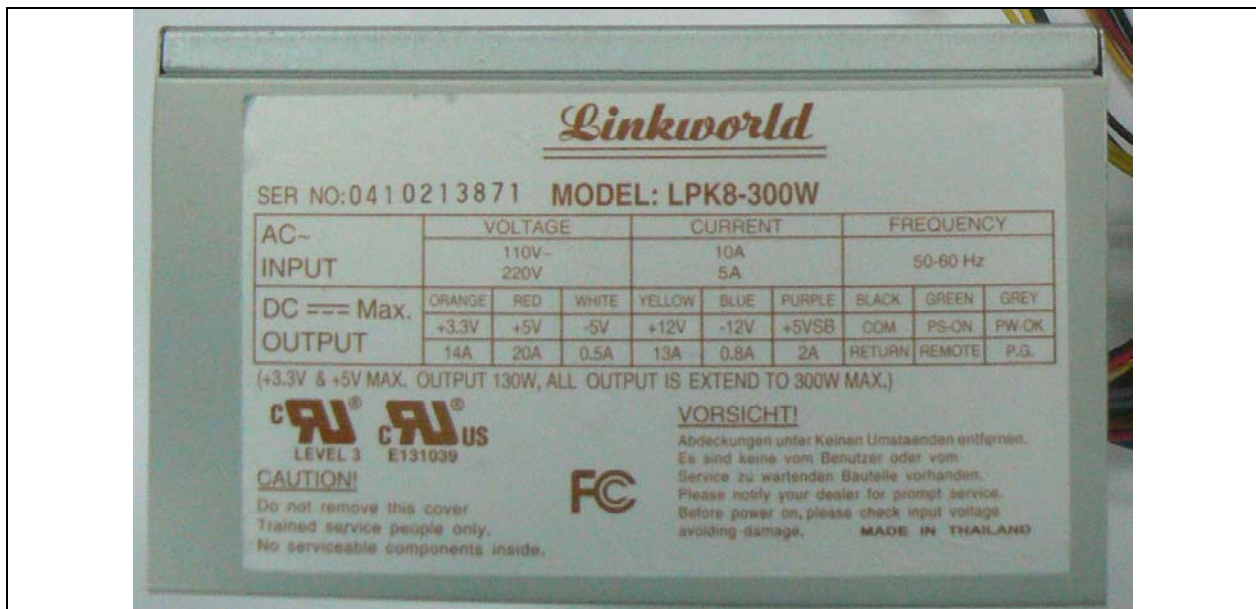 Linkworld
SER NO:0410213871 MODEL: LPK8-300W
AC~ INPUT VOLTAGE CURRENT FREQUENCY
110V~ 10A 50-60 Hz
220V 5A
DC === Max. OUTPUT ORANGE RED WHITE YELLOW BLUE PURPLE BLACK GREEN GREY
+3.3V +5V -5V +12V -12V +5VSB COM PS-ON PW-OK
14A 20A 0.5A 13A 0.8A 2A RETURN REMOTE P.G.
(+3.3V & +5V MAX. OUTPUT 130W, ALL OUTPUT IS EXTEND TO 300W MAX.)
C RU ® C RU ® US
LEVEL 3 E131039
CAUTION!
Do not remove this cover
Trained service people only.
No serviceable components inside.
FC
VORSICHT!
Abdeckungen unter Keinen Umstaenden entfernen.
Es sind keine vom Benutzer oder vom
Service zu wartenden Bauteile vorhanden.
Please notify your dealer for prompt service.
Before power on, please check input voltage
avoiding damage. MADE IN THAILAND